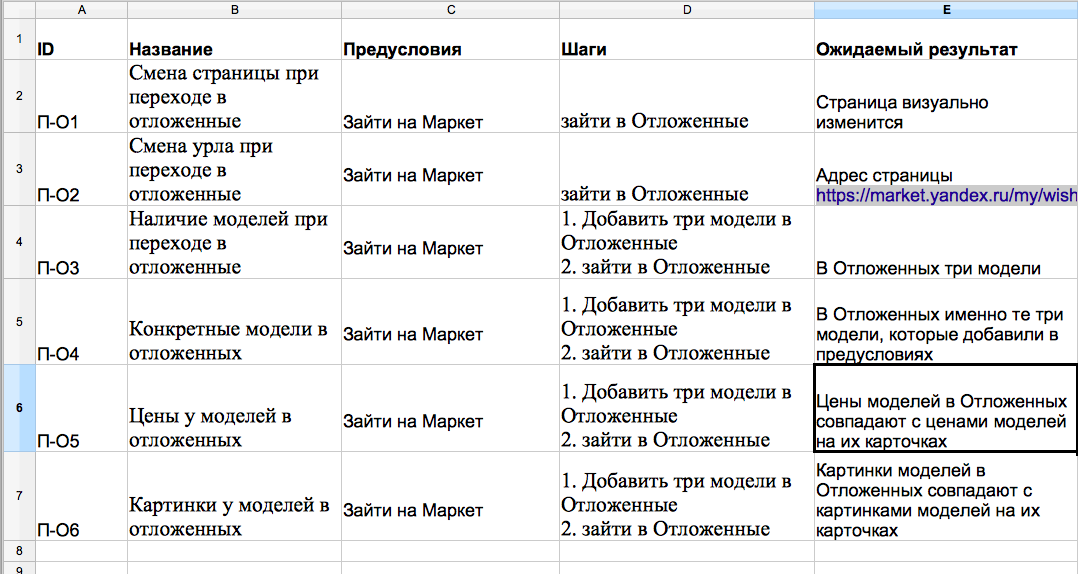 A B C D E
1 ID Название Предусловия Шаги Ожидаемый результат
2
П-О1
Смена страницы при
переходе в
отложенные
Зайти на Маркет
зайти в Отложенные
Страница визуально
изменится
3
П-О2
Смена урла при
переходе в
отложенные
Зайти на Маркет
зайти в Отложенные
Адрес страницы
https://market.yandex.ru/my/wish
4
П-О3
Наличие моделей при
переходе в
отложенные
Зайти на Маркет
1. Добавить три модели в
Отложенные
2. зайти в Отложенные
В Отложенных три модели
5
П-О4
Конкретные модели в
отложенных
Зайти на Маркет
1. Добавить три модели в
Отложенные
2. зайти в Отложенные
В Отложенных именно те три
модели, которые добавили в
предусловиях
6
П-О5
Цены у моделей в
отложенных
Зайти на Маркет
1. Добавить три модели в
Отложенные
2. зайти в Отложенные
Цены моделей в Отложенных
совпадают с ценами моделей
на их карточках
7
П-О6
Картинки у моделей в
отложенных
Зайти на Маркет
1. Добавить три модели в
Отложенные
2. зайти в Отложенные
Картинки моделей в
Отложенных совпадают с
картинками моделей на их
карточках
8
9